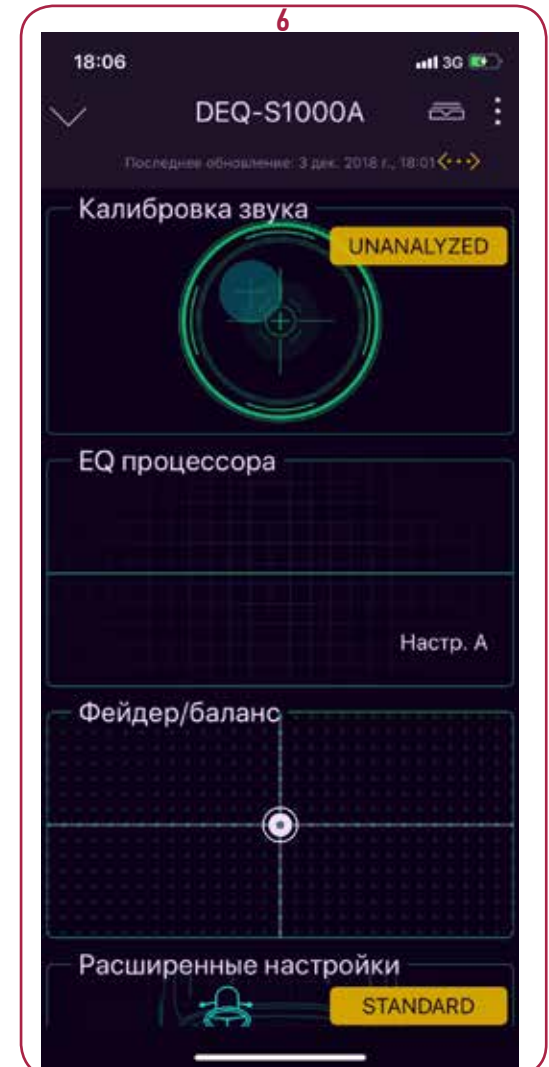 6
18:06 3G
DEQ-S1000A
Последнее обновление: 3 дек. 2018 г., 18:01
Калибровка звука
UNANALYZED
EQ процессора
Настр. A
Фейдер/баланс
Расширенные настройки
STANDARD